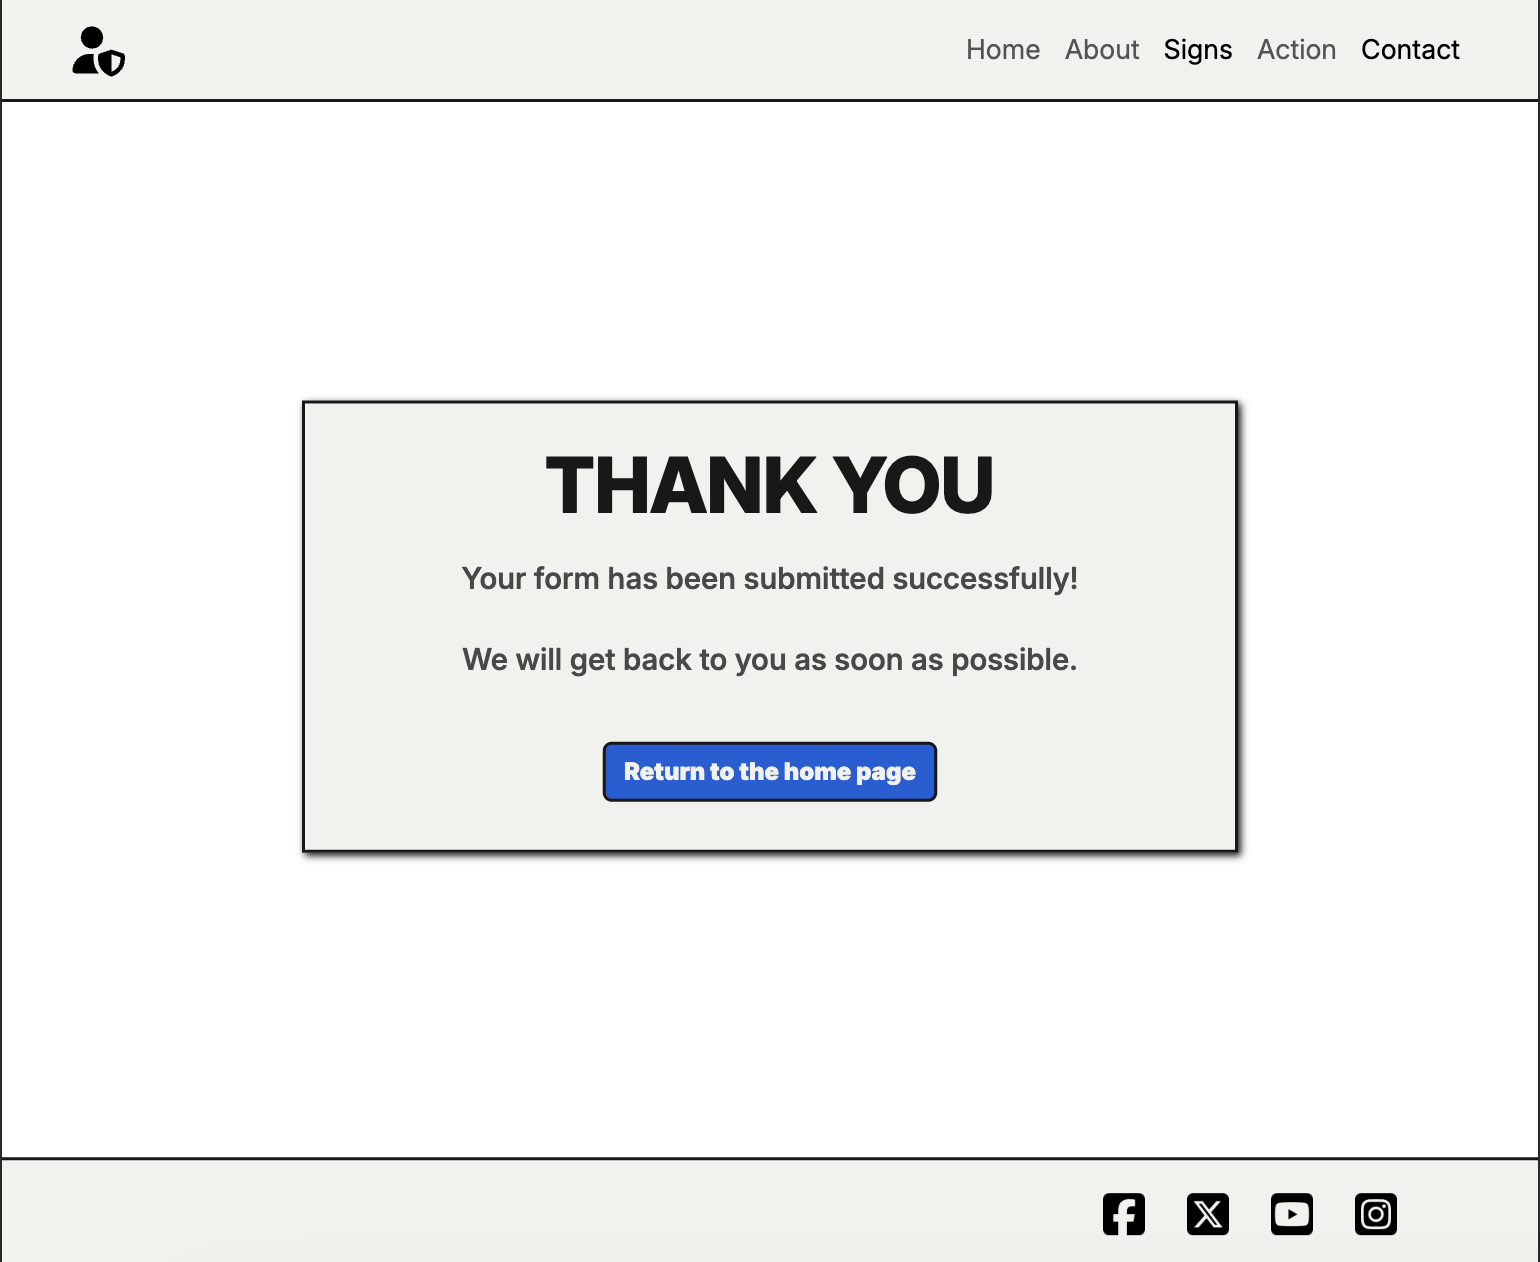 Home About Signs Action Contact
THANK YOU
Your form has been submitted successfully!
We will get back to you as soon as possible.
Return to the home page